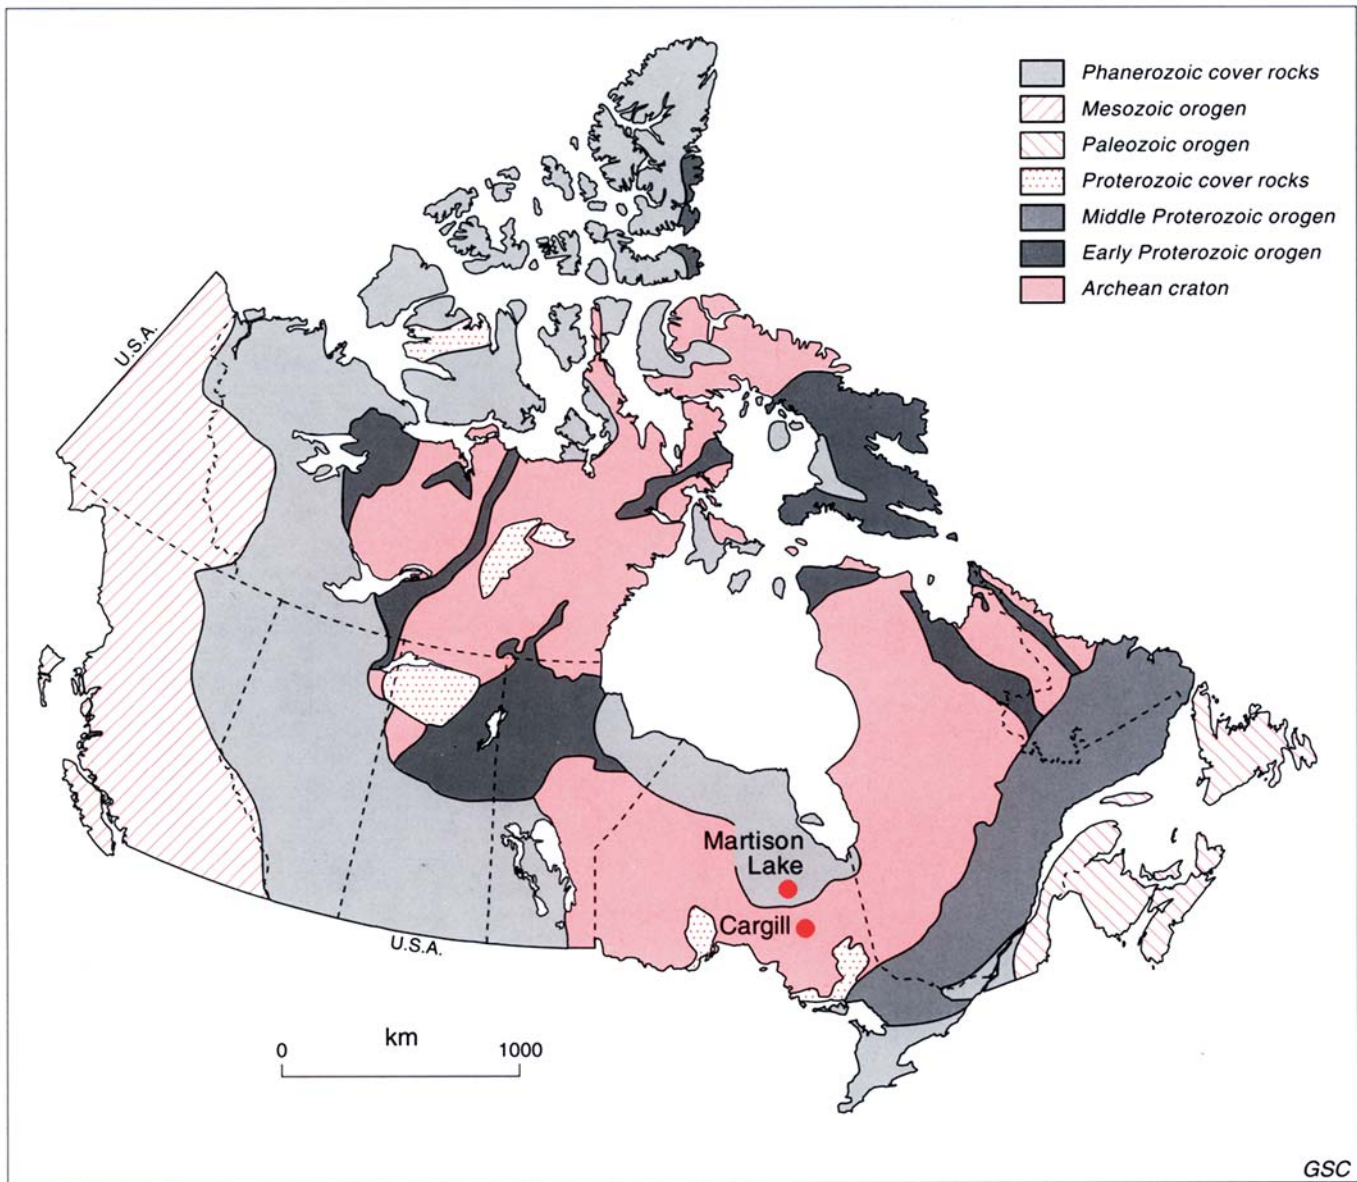 Phanerozoic cover rocks
Mesozoic orogen
Paleozoic orogen
Proterozoic cover rocks
Middle Proterozoic orogen
Early Proterozoic orogen
Archean craton
U.S.A.
Martison
Lake
Cargill
U.S.A.
km
0 1000
GSC